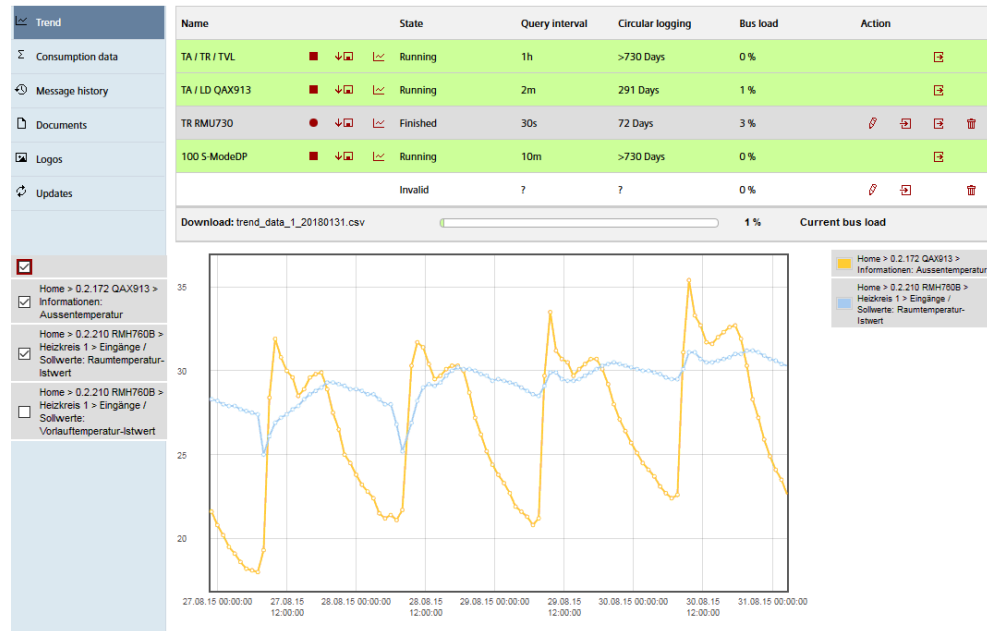 Trend
Consumption data
Message history
Documents
Logos
Updates
Name State Query interval Circular logging Bus load Action
TA / TR / TVL Running 1h >730 Days 0 %
TA / LD QAX913 Running 2m 291 Days 1 %
TR RMU730 Finished 30s 72 Days 3 %
100 S-ModeDP Running 10m >730 Days 0 %
Invalid ? ? 0 %
Download: trend_data_1_20180131.csv 1 % Current bus load
Home > 0.2.172 QAX913 >
Informationen:
Aussentemperatur
Home > 0.2.210 RMH760B >
Heizkreis 1 > Eingänge /
Sollwerte: Raumtemperatur-
Istwert
Home > 0.2.210 RMH760B >
Heizkreis 1 > Eingänge /
Sollwerte:
Vorlauftemperatur-Istwert
35
30
25
20
27.08.15 00:00:00
27.08.15
12:00:00
28.08.15 00:00:00
28.08.15
12:00:00
29.08.15 00:00:00
29.08.15
12:00:00
30.08.15 00:00:00
30.08.15
12:00:00
31.08.15 00:00:00
Home > 0.2.172 QAX913 >
Informationen: Aussentemperatur
Home > 0.2.210 RMH760B >
Heizkreis 1 > Eingänge /
Sollwerte: Raumtemperatur-
Istwert